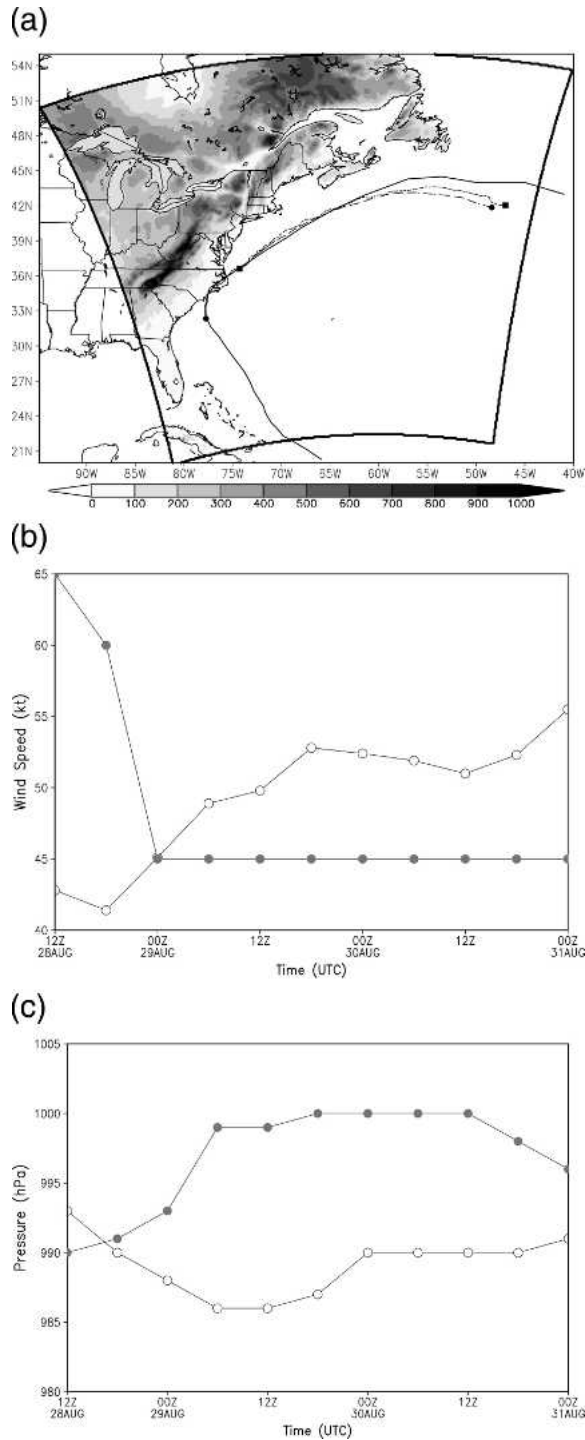 (a)
54N
51N
48N
45N
42N
39N
36N
33N
30N
27N
24N
21N
90W 85W 80W 75W 70W 65W 60W 55W 50W 45W 40W
0 100 200 300 400 500 600 700 800 900 1000
(b)
65
60
55
50
45
40
Wind Speed (kt)
12Z 00Z 12Z 00Z 12Z 00Z
28AUG 29AUG 30AUG 31AUG
Time (UTC)
(c)
1005
1000
995
990
985
980
Pressure (hPa)
12Z 00Z 12Z 00Z 12Z 00Z
28AUG 29AUG 30AUG 31AUG
Time (UTC)